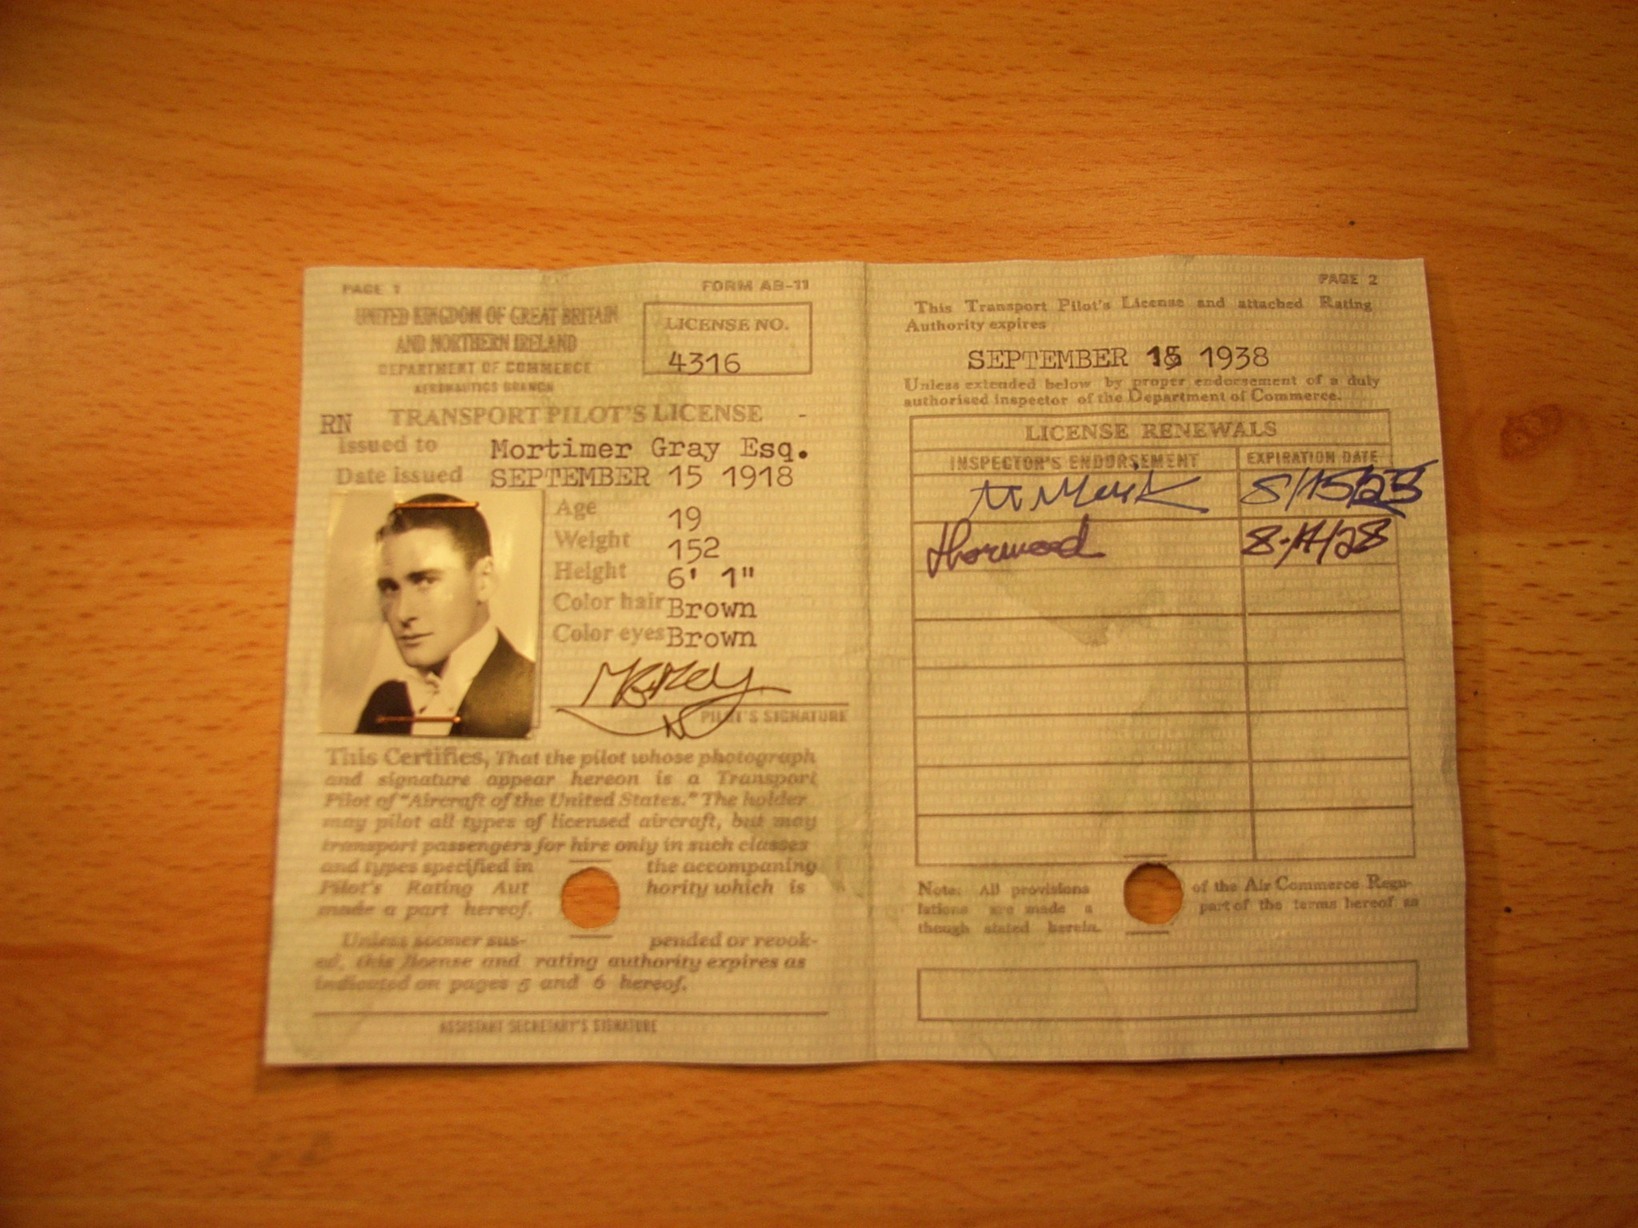 PAGE 1
FORM AB-11
UNITED KINGDOM OF GREAT BRITAIN
AND NORTHERN IRELAND
DEPARTMENT OF COMMERCE
AERONAUTICS BRANCH
LICENSE NO.
4316
RN TRANSPORT PILOT'S LICENSE -
Issued to Mortimer Gray Esq.
Date issued SEPTEMBER 15 1918
Age 19
Weight 152
Height 6' 1"
Color hair Brown
Color eyes Brown
PILOT'S SIGNATURE
This Certifies, That the pilot whose photograph
and signature appear hereon is a Transport
Pilot of "Aircraft of the United States." The holder
may pilot all types of licensed aircraft, but may
transport passengers for hire only in such classes
and types specified in the accompaning
Pilot's Rating Aut hority which is
made a part hereof.
Unless sooner sus- pended or revok-
ed, this license and rating authority expires as
indicated on pages 5 and 6 hereof.
ASSISTANT SECRETARY'S SIGNATURE
PAGE 2
This Transport Pilot's License and attached Rating
Authority expires
SEPTEMBER 15 1938
Unless extended below by proper endorsement of a duly
authorised inspector of the Department of Commerce.
LICENSE RENEWALS
INSPECTOR'S ENDORSEMENT EXPIRATION DATE
8/15/23
Horwood
Note: All provisions of the Air Commerce Regu-
lations are made a part of the terms hereof as
though stated herein.